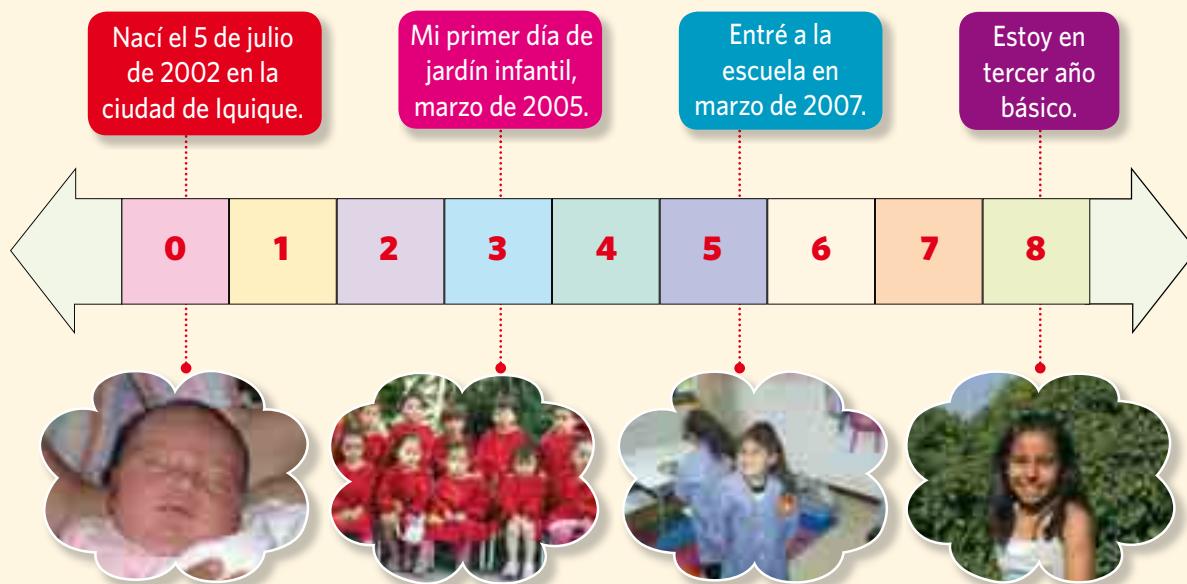 Nací el 5 de julio
de 2002 en la
ciudad de Iquique.
Mi primer día de
jardín infantil,
marzo de 2005.
Entré a la
escuela en
marzo de 2007.
Estoy en
tercer año
básico.
0 1 2 3 4 5 6 7 8